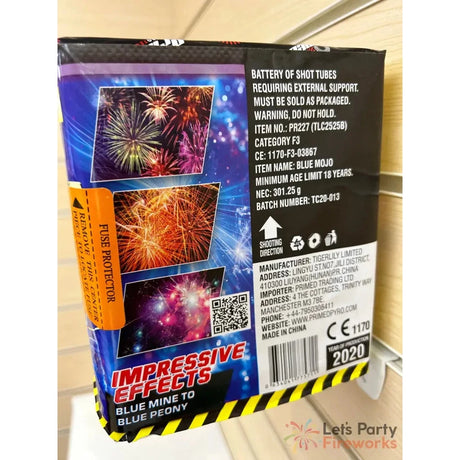 BATTERY OF SHOT TUBES
REQUIRING EXTERNAL SUPPORT.
MUST BE SOLD AS PACKAGED.
WARNING, DO NOT HOLD.
ITEM NO.: PR227 (TLC2525B)
CATEGORY F3
CE: 1170-F3-03867
ITEM NAME: BLUE MOJO
MINIMUM AGE LIMIT 18 YEARS.
NEC: 301.25 g
BATCH NUMBER: TC20-013
SHOOTING
DIRECTION
MANUFACTURER: TIGERLILY LIMITED
ADDRESS: LINGYU ST.NO7.JILI DISTRICT,
410300 LIUYANG(HUNAN)P.R.CHINA
IMPORTER: PRIMED TRADING LTD
ADDRESS: 4 THE COTTAGES, TRINITY WAY
MANCHESTER M3 7BE
PHONE: +44-7950308411
WEBSITE: WWW.PRIMEDPYRO.COM
MADE IN CHINA
CE 1170
YEAR OF PRODUCTION
2020
FUSE PROTECTOR
IMPRESSIVE
EFFECTS
BLUE MINE TO
BLUE PEONY
Let's Party
Fireworks